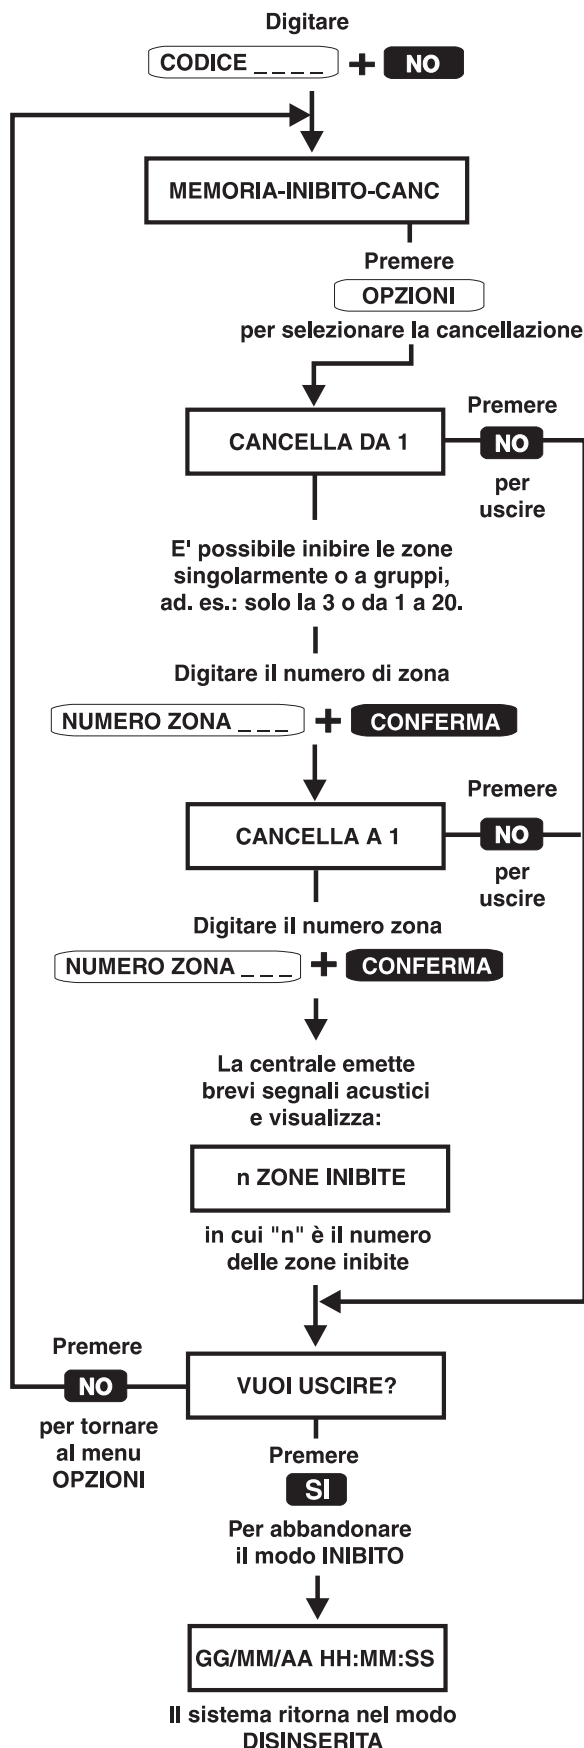 Digitare
CODICE _ _ _ _ + NO
MEMORIA-INIBITO-CANC
Premere
OPZIONI
per selezionare la cancellazione
CANCELLA DA 1
Premere
NO
per
uscire
E' possibile inibire le zone
singolarmente o a gruppi,
ad. es.: solo la 3 o da 1 a 20.
Digitare il numero di zona
NUMERO ZONA _ _ _ + CONFERMA
CANCELLA A 1
Premere
NO
per
uscire
Digitare il numero zona
NUMERO ZONA _ _ _ + CONFERMA
La centrale emette
brevi segnali acustici
e visualizza:
n ZONE INIBITE
in cui "n" è il numero
delle zone inibite
VUOI USCIRE?
Premere
NO
per tornare
al menu
OPZIONI
Premere
SI
Per abbandonare
il modo INIBITO
GG/MM/AA HH:MM:SS
Il sistema ritorna nel modo
DISINSERITA